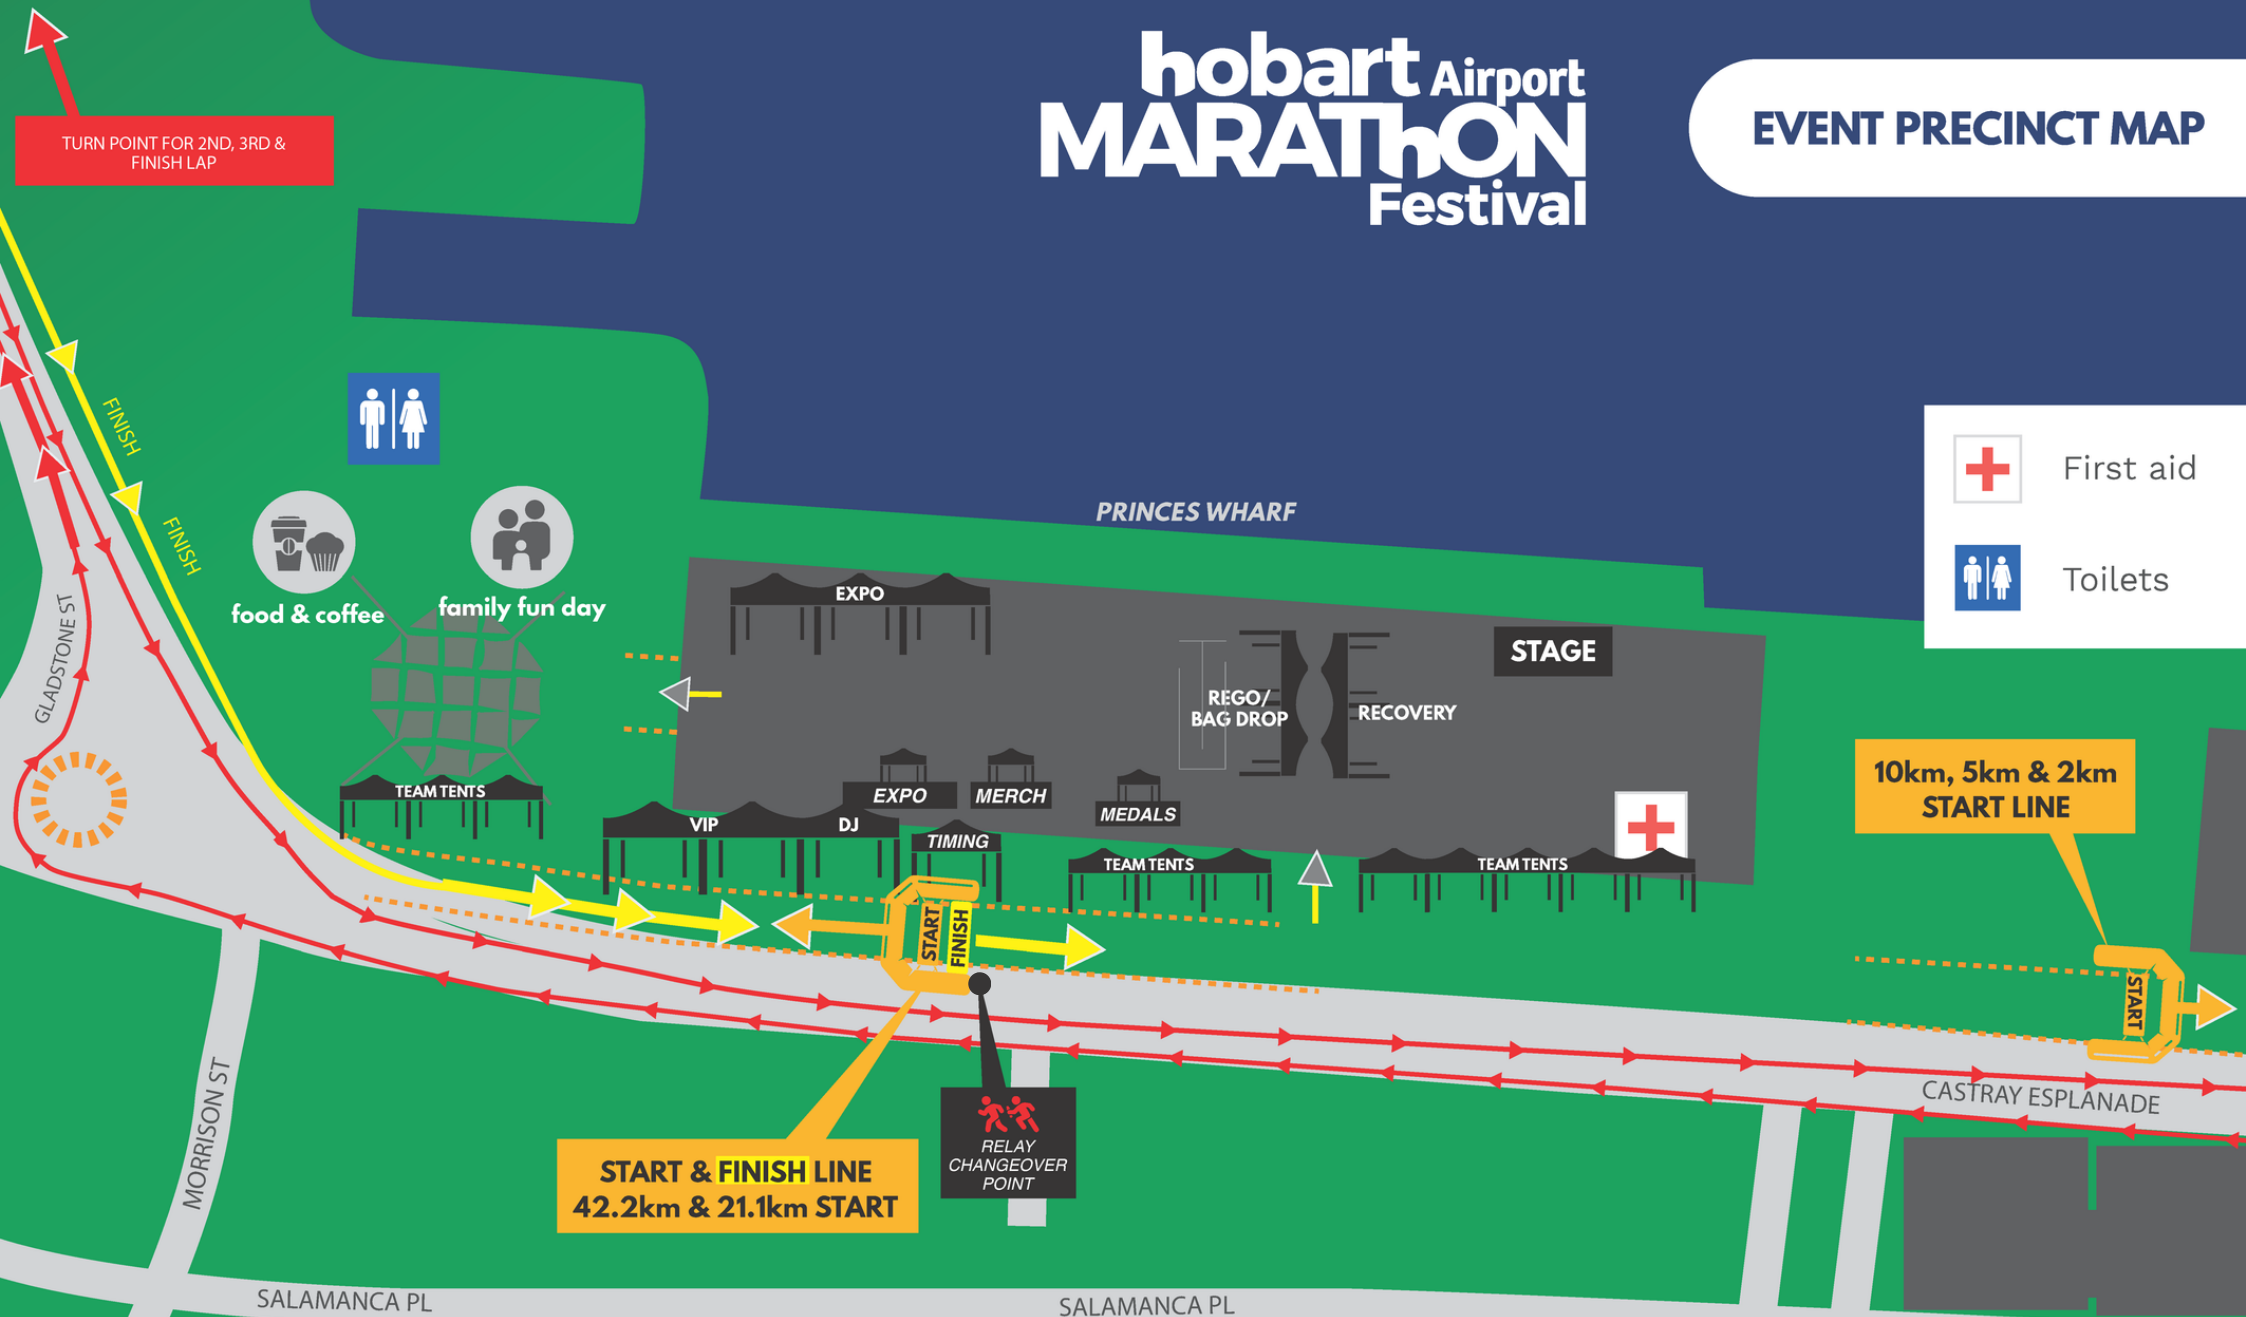 hobart Airport
MARAThON
Festival
EVENT PRECINCT MAP
TURN POINT FOR 2ND, 3RD &
FINISH LAP
FINISH
FINISH
First aid
Toilets
PRINCES WHARF
food & coffee
family fun day
EXPO
STAGE
REGO/
BAG DROP
RECOVERY
GLADSTONE ST
TEAM TENTS
EXPO
MERCH
MEDALS
VIP
DJ
TIMING
TEAM TENTS
TEAM TENTS
10km, 5km & 2km
START LINE
START
FINISH
START
CASTRAY ESPLANADE
MORRISON ST
START & FINISH LINE
42.2km & 21.1km START
RELAY
CHANGEOVER
POINT
SALAMANCA PL
SALAMANCA PL